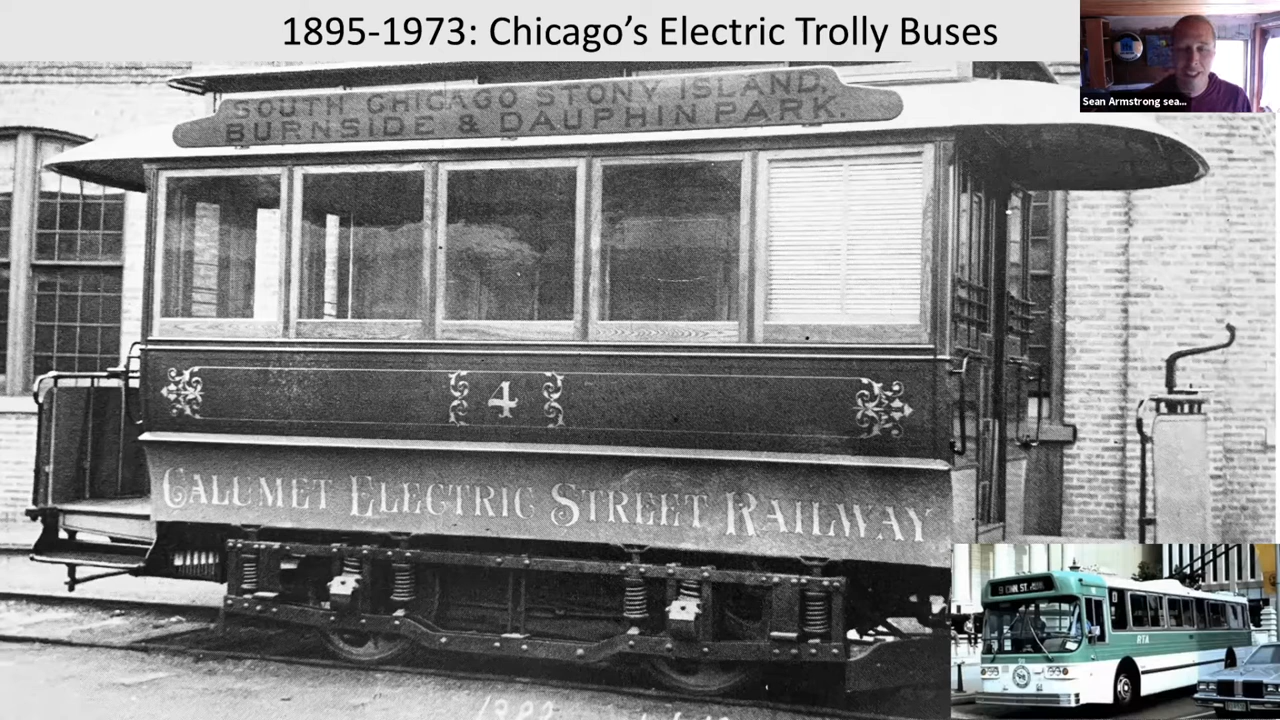 1895-1973: Chicago’s Electric Trolly Buses
Sean Armstrong sea...
SOUTH CHICAGO STONY ISLAND,
BURNSIDE & DAUPHIN PARK.
4
CALUMET ELECTRIC STREET RAILWAY
RTA